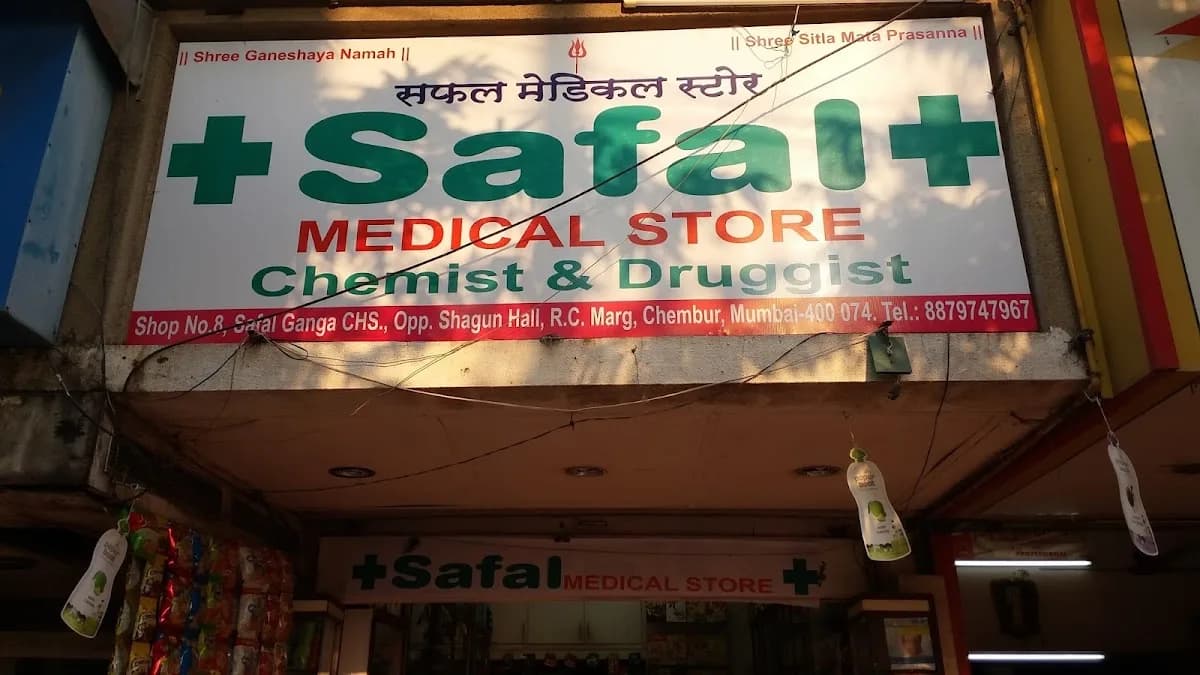 || Shree Ganeshaya Namah ||
|| Shree Sitla Mata Prasanna ||
सफल मेडिकल स्टोर
Safal
MEDICAL STORE
Chemist & Druggist
Shop No.8, Safal Ganga CHS., Opp. Shagun Hall, R.C. Marg, Chembur, Mumbai-400 074. Tel.: 8879747967
Safal MEDICAL STORE
PROFESSIONAL